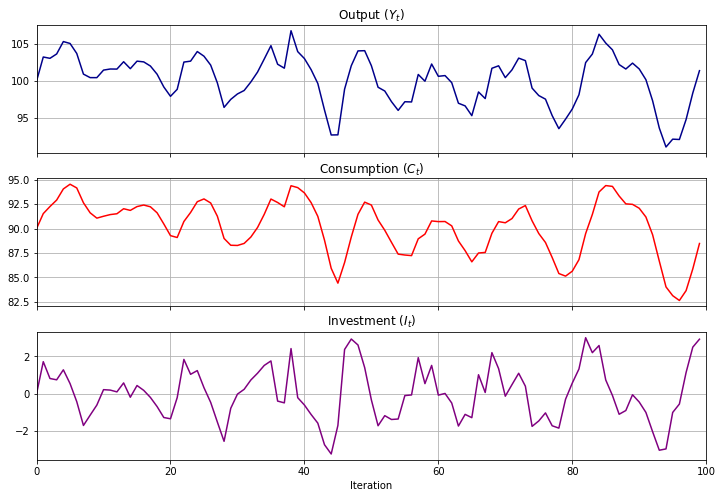 Output (Y_t)
105
100
95
Consumption (C_t)
95.0
92.5
90.0
87.5
85.0
82.5
Investment (I_t)
2
0
−2
0 20 40 60 80 100
Iteration